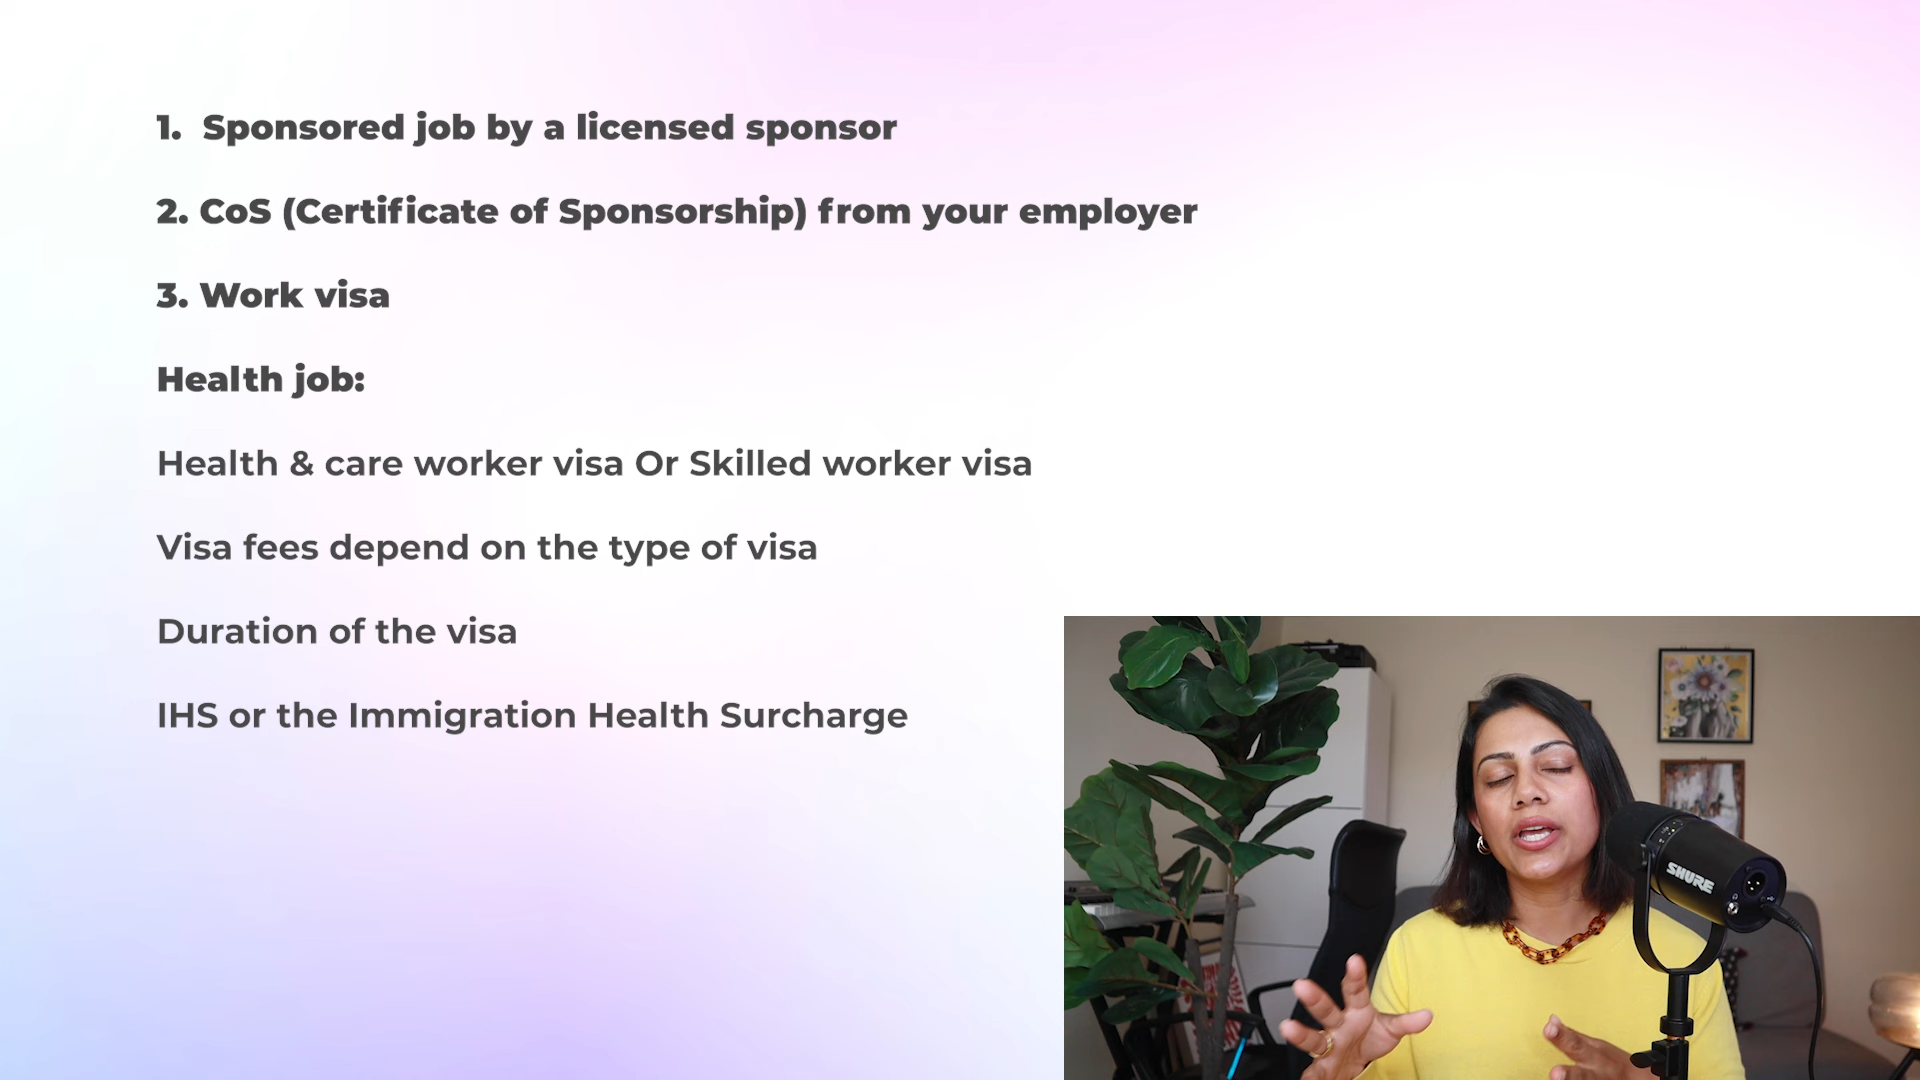 1. Sponsored job by a licensed sponsor
2. CoS (Certificate of Sponsorship) from your employer
3. Work visa
Health job:
Health & care worker visa Or Skilled worker visa
Visa fees depend on the type of visa
Duration of the visa
IHS or the Immigration Health Surcharge
SHURE